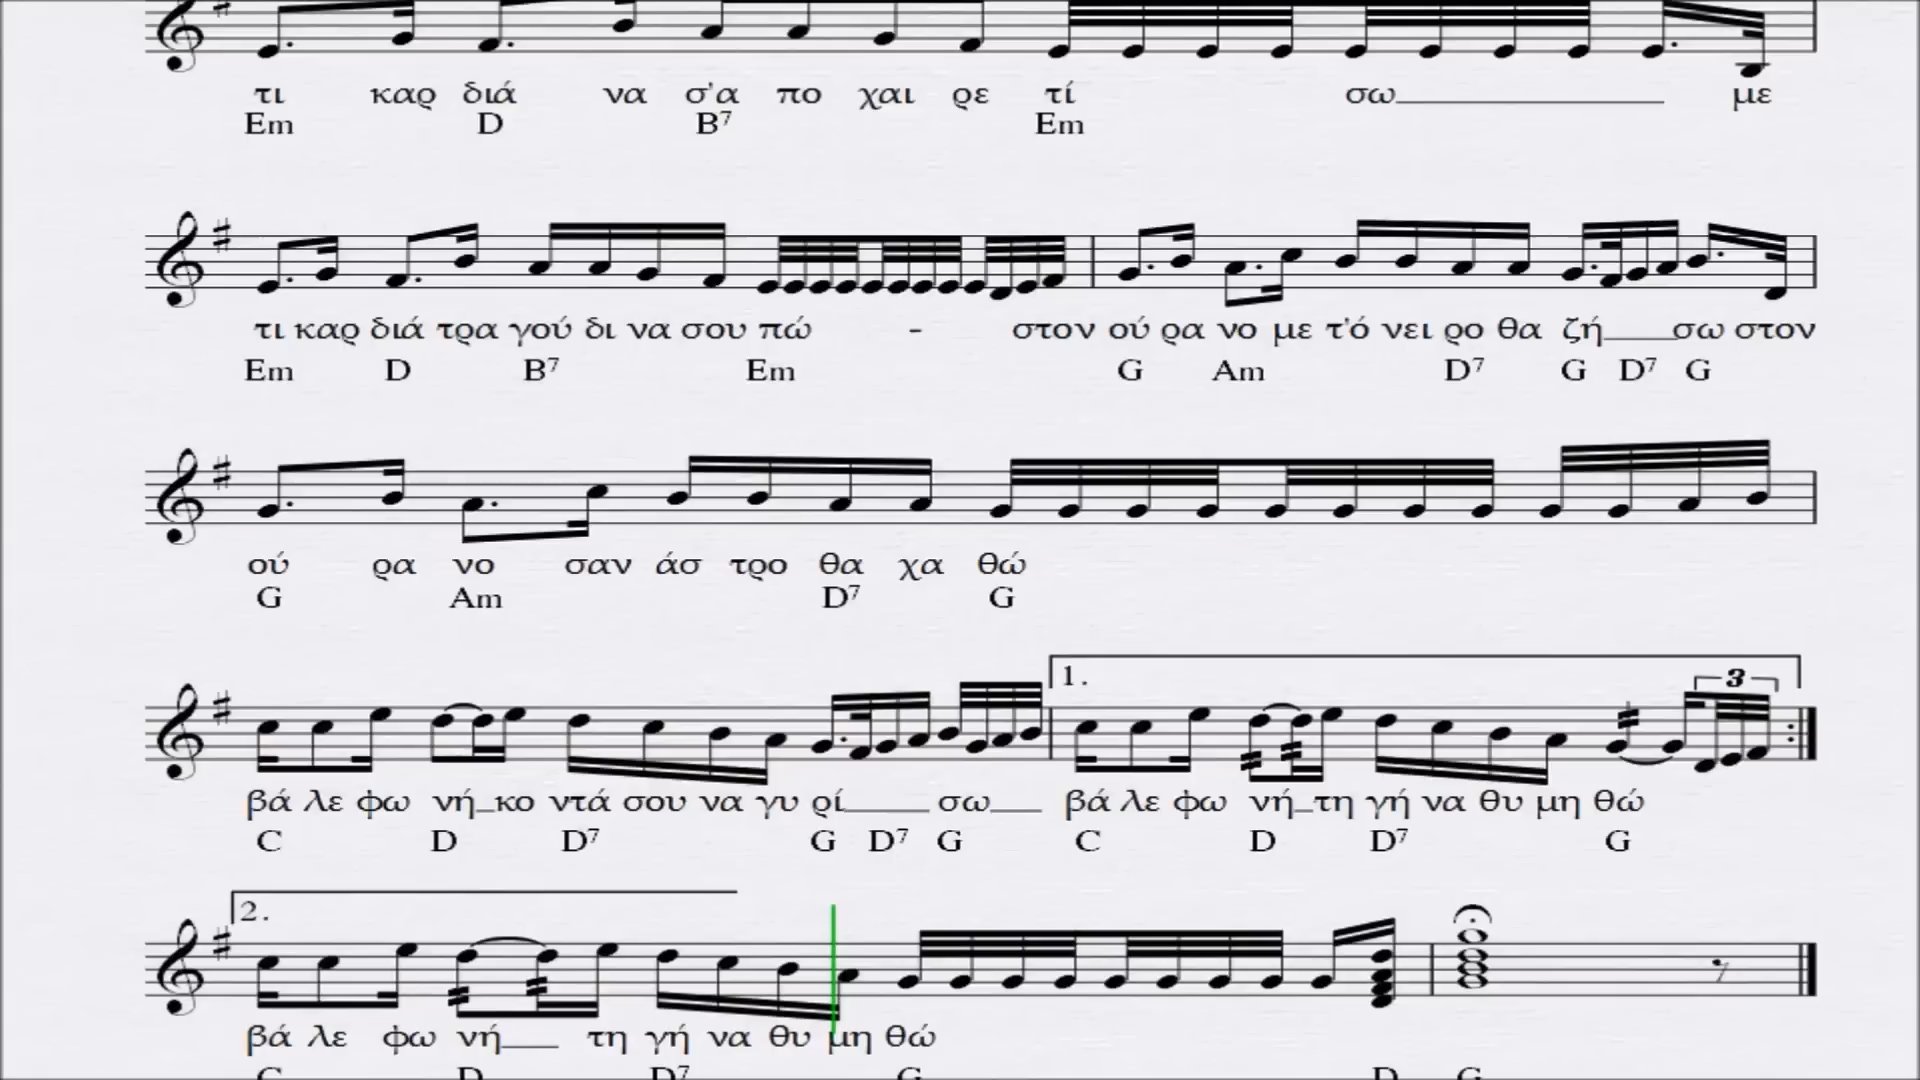 τι καρ διά να σ'α πο χαι ρε τί σω με
Em D B7 Em
τι καρ διά τρα γού δι να σου πώ - στον ού ρα νο με τ'ό νει ρο θα ζή σω στον
Em D B7 Em G Am D7 G D7 G
ού ρα νο σαν άσ τρο θα χα θώ
G Am D7 G
1. 3
βά λε φω νή κο ντά σου να γυ ρί σω βά λε φω νή τη γή να θυ μη θώ
C D D7 G D7 G C D D7 G
2.
βά λε φω νή τη γή να θυ μη θώ
C D D7 G D G